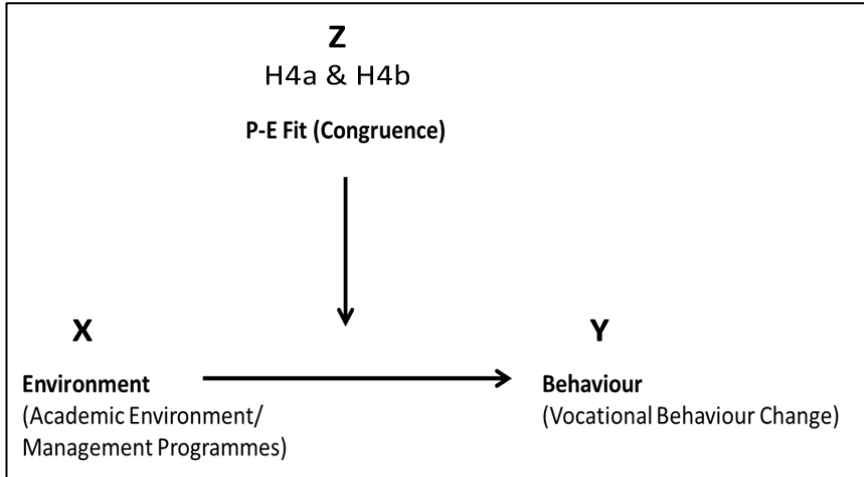 Z
H4a & H4b
P-E Fit (Congruence)
X
Y
Environment
(Academic Environment/
Management Programmes)
Behaviour
(Vocational Behaviour Change)